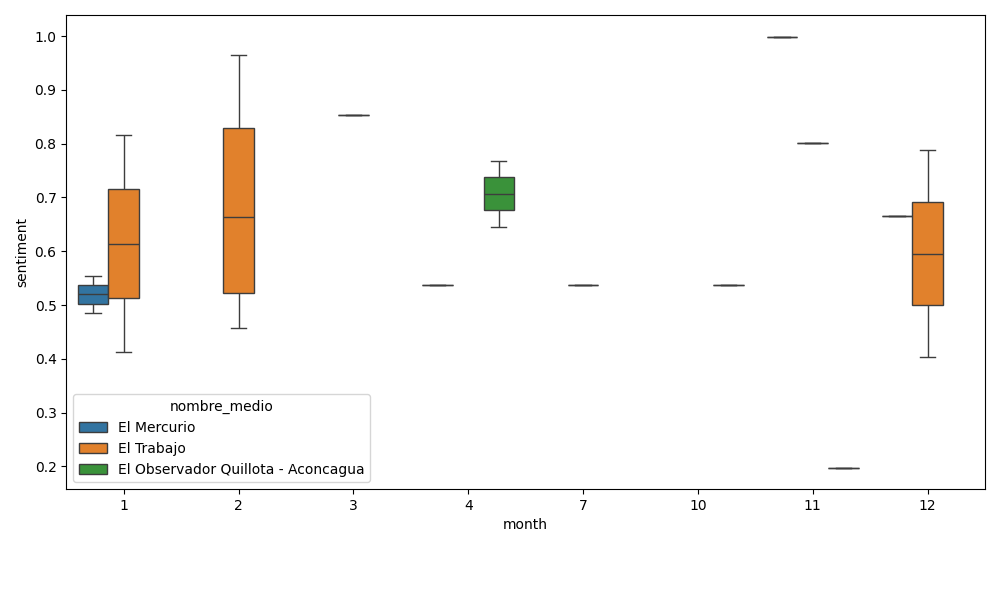 1.0
0.9
0.8
0.7
0.6
0.5
0.4
0.3
0.2
sentiment
nombre_medio
El Mercurio
El Trabajo
El Observador Quillota - Aconcagua
1 2 3 4 7 10 11 12
month